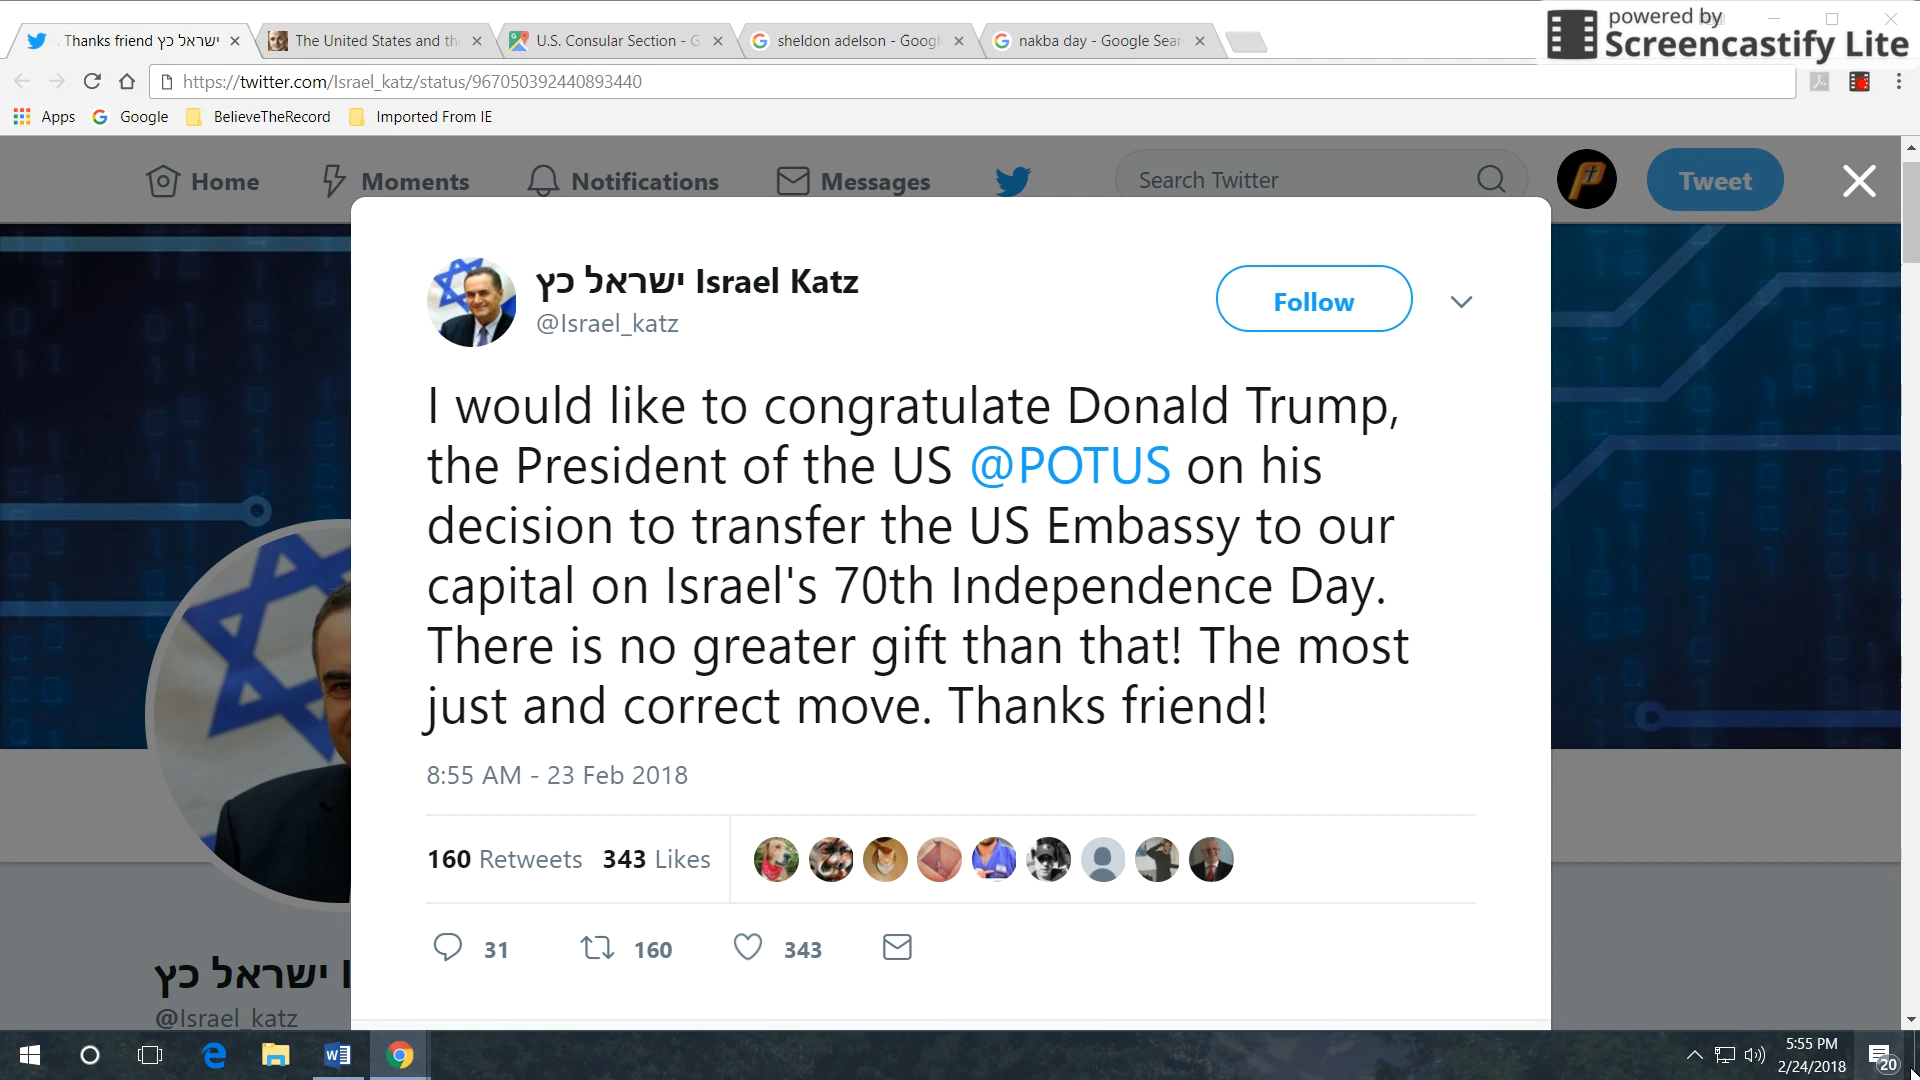 powered by
Screencastify Lite
Thanks friend ישראל כץ
The United States and th
U.S. Consular Section - G
sheldon adelson - Googl
nakba day - Google Sear
https://twitter.com/Israel_katz/status/967050392440893440
Apps Google BelieveTheRecord Imported From IE
Home Moments Notifications Messages Search Twitter Tweet
ישראל כץ Israel Katz
@Israel_katz
Follow
I would like to congratulate Donald Trump,
the President of the US @POTUS on his
decision to transfer the US Embassy to our
capital on Israel's 70th Independence Day.
There is no greater gift than that! The most
just and correct move. Thanks friend!
8:55 AM - 23 Feb 2018
160 Retweets 343 Likes
31 160 343
ישראל כץ I
@Israel_katz
5:55 PM
2/24/2018
20